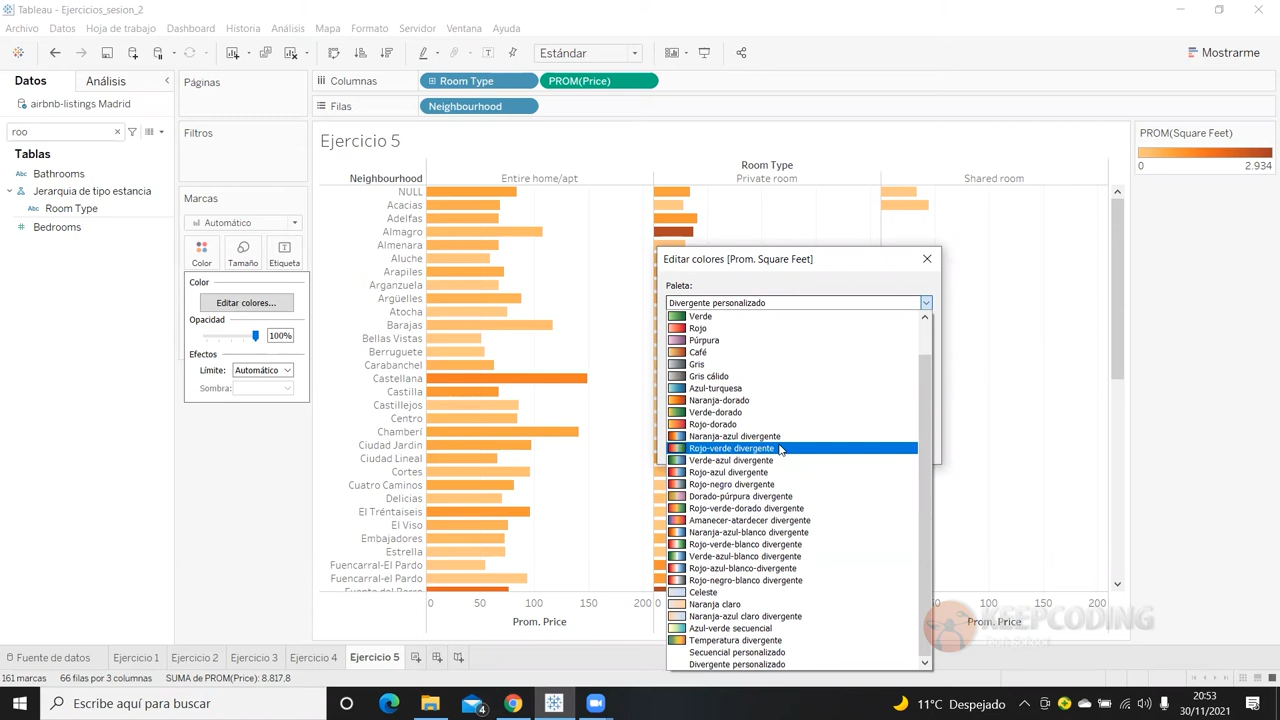 Tableau - Ejercicios_sesion_2
Archivo Datos Hoja de trabajo Dashboard Historia Análisis Mapa Formato Servidor Ventana Ayuda
Estándar
Mostrarme
Datos Análisis
airbnb-listings Madrid
roo
Tablas
Bathrooms
Jerarquia de tipo estancia
Room Type
Bedrooms
Páginas
Filtros
Marcas
Automático
Color Tamaño Etiqueta
Color
Editar colores...
Opacidad
100%
Efectos
Límite: Automático
Sombra:
Columnas Room Type PROM(Price)
Filas Neighbourhood
Ejercicio 5
Room Type
Neighbourhood Entire home/apt Private room Shared room
NULL
Acacias
Adelfas
Almagro
Almenara
Aluche
Arapiles
Arganzuela
Argüelles
Atocha
Barajas
Bellas Vistas
Berruguete
Carabanchel
Castellana
Castilla
Castillejos
Centro
Chamberí
Ciudad Jardin
Ciudad Lineal
Cortes
Cuatro Caminos
Delicias
El Tréntaiseis
El Viso
Embajadores
Estrella
Fuencarral-El Pardo
Fuencarral-el Pardo
Fuente del Berro
0 50 100 150 200 0 50 100 150 200
Prom. Price Prom. Price
PROM(Square Feet)
0 2.934
Editar colores [Prom. Square Feet]
Paleta:
Divergente personalizado
Verde
Rojo
Púrpura
Café
Gris
Gris cálido
Azul-turquesa
Naranja-dorado
Verde-dorado
Rojo-dorado
Naranja-azul divergente
Rojo-verde divergente
Verde-azul divergente
Rojo-azul divergente
Rojo-negro divergente
Dorado-púrpura divergente
Rojo-verde-dorado divergente
Amanecer-atardecer divergente
Naranja-azul-blanco divergente
Rojo-verde-blanco divergente
Verde-azul-blanco divergente
Rojo-azul-blanco-divergente
Rojo-negro-blanco divergente
Celeste
Naranja claro
Naranja-azul claro divergente
Azul-verde secuencial
Temperatura divergente
Secuencial personalizado
Divergente personalizado
KEEPCODING
Tech School
Fuente de datos Ejercicio 1 Ejercicio 2 Ejercicio 3 Ejercicio 4 Ejercicio 5
161 marcas 66 filas por 3 columnas SUMA de PROM(Price): 8.817,8
Escribe aquí para buscar
4
11°C Despejado
20:53
30/11/2021